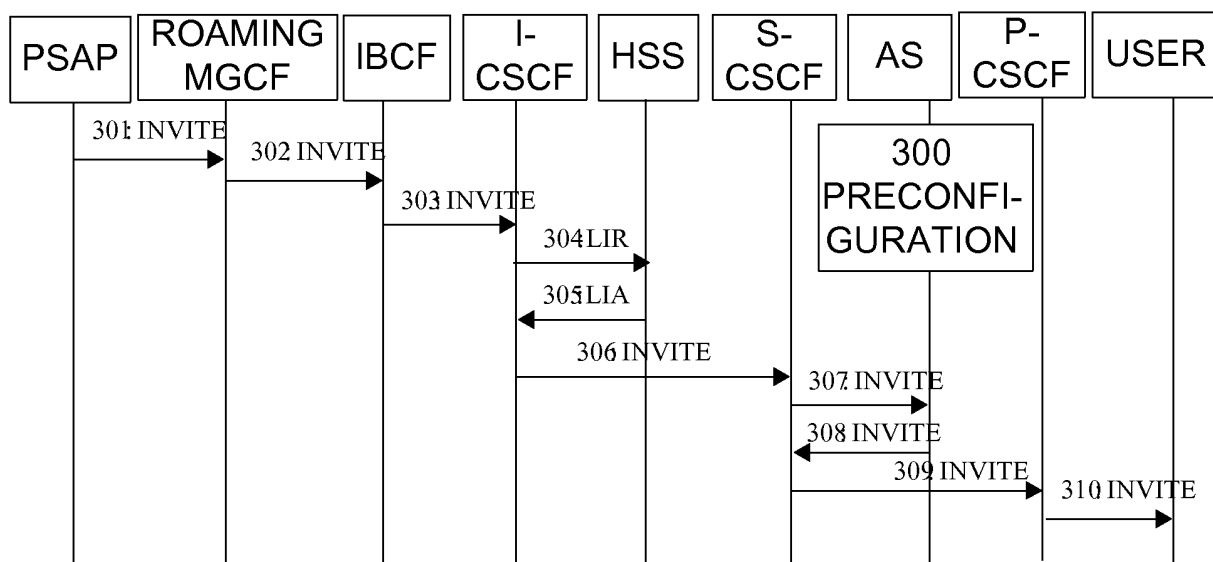 PSAP
ROAMING
MGCF
IBCF
I-
CSCF
HSS
S-
CSCF
AS
P-
CSCF
USER
300
PRECONFI-
GURATION
301: INVITE
302: INVITE
303: INVITE
304: LIR
305: LIA
306: INVITE
307: INVITE
308: INVITE
309: INVITE
310: INVITE